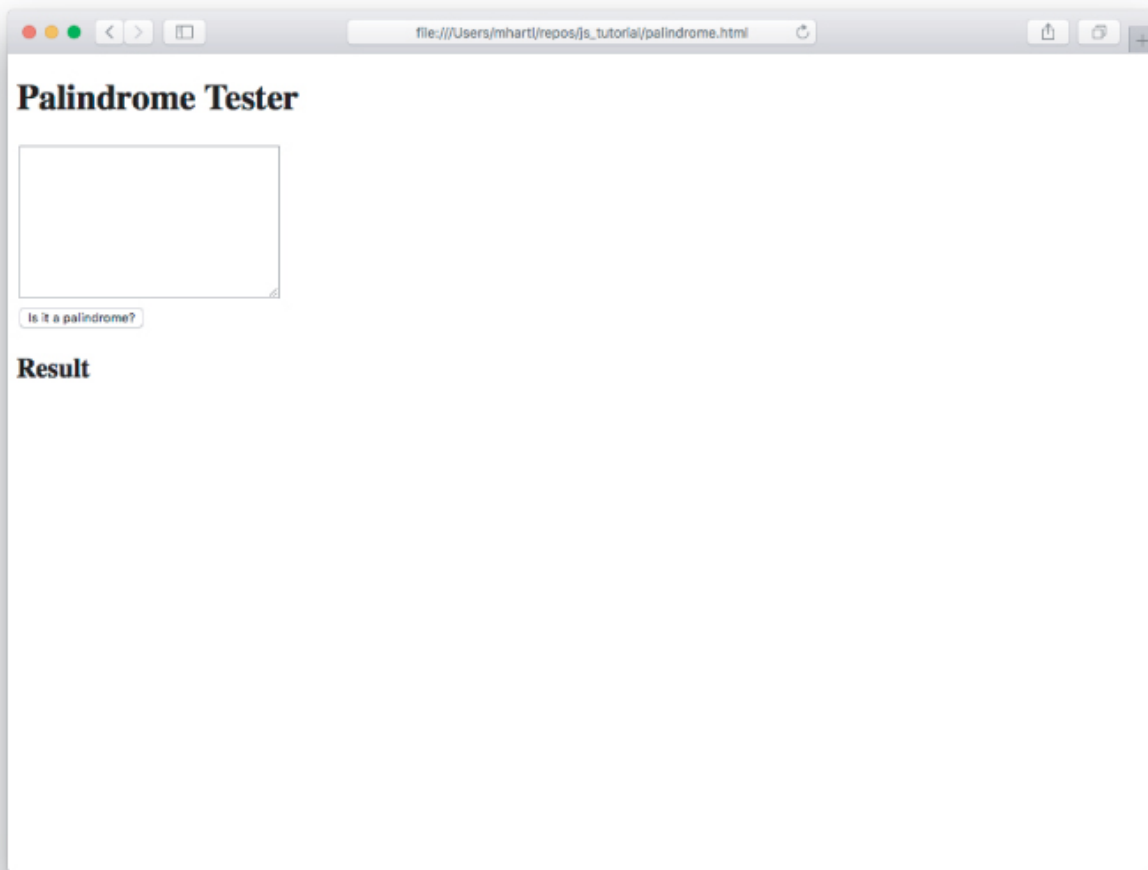 file:///Users/mhartl/repos/js_tutorial/palindrome.html
Palindrome Tester
Is it a palindrome?
Result